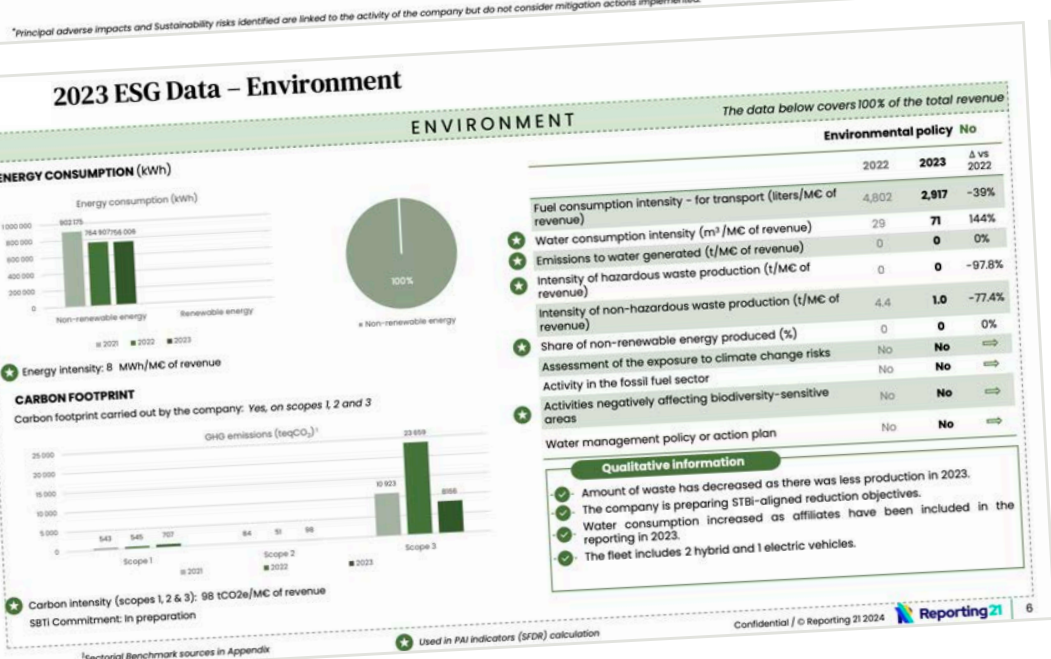 *Principal adverse impacts and Sustainability risks identified are linked to the activity of the company but do not consider mitigation actions implemented.
2023 ESG Data – Environment
ENVIRONMENT
The data below covers 100% of the total revenue
ENERGY CONSUMPTION (kWh)
Energy consumption (kWh)
1 000 000
800 000
600 000
400 000
200 000
0
902 175
764 907
756 008
Non-renewable energy
Renewable energy
2021 2022 2023
100%
Non-renewable energy
Energy intensity: 8 MWh/M€ of revenue
CARBON FOOTPRINT
Carbon footprint carried out by the company: Yes, on scopes 1, 2 and 3
GHG emissions (teqCO₂)¹
25 000
20 000
15 000
10 000
5 000
0
543 545 707
64 51 98
10 923 23 659 8156
Scope 1
Scope 2
Scope 3
2021 2022 2023
Carbon intensity (scopes 1, 2 & 3): 98 tCO2e/M€ of revenue
SBTi Commitment: In preparation
Environmental policy No
2022 2023 Δ vs
2022
Fuel consumption intensity - for transport (liters/M€ of
revenue) 4,802 2,917 -39%
Water consumption intensity (m³/M€ of revenue) 29 71 144%
Emissions to water generated (t/M€ of revenue) 0 0 0%
Intensity of hazardous waste production (t/M€ of
revenue) 0 0 -97.8%
Intensity of non-hazardous waste production (t/M€ of
revenue) 4.4 1.0 -77.4%
Share of non-renewable energy produced (%) 0 0 0%
Assessment of the exposure to climate change risks No No ⇨
Activity in the fossil fuel sector No No ⇨
Activities negatively affecting biodiversity-sensitive
areas No No ⇨
Water management policy or action plan No No ⇨
Qualitative information
Amount of waste has decreased as there was less production in 2023.
The company is preparing STBi-aligned reduction objectives.
Water consumption increased as affiliates have been included in the
reporting in 2023.
The fleet includes 2 hybrid and 1 electric vehicles.
¹Sectorial Benchmark sources in Appendix
Used in PAI indicators (SFDR) calculation
Confidential / © Reporting 21 2024
Reporting21
6